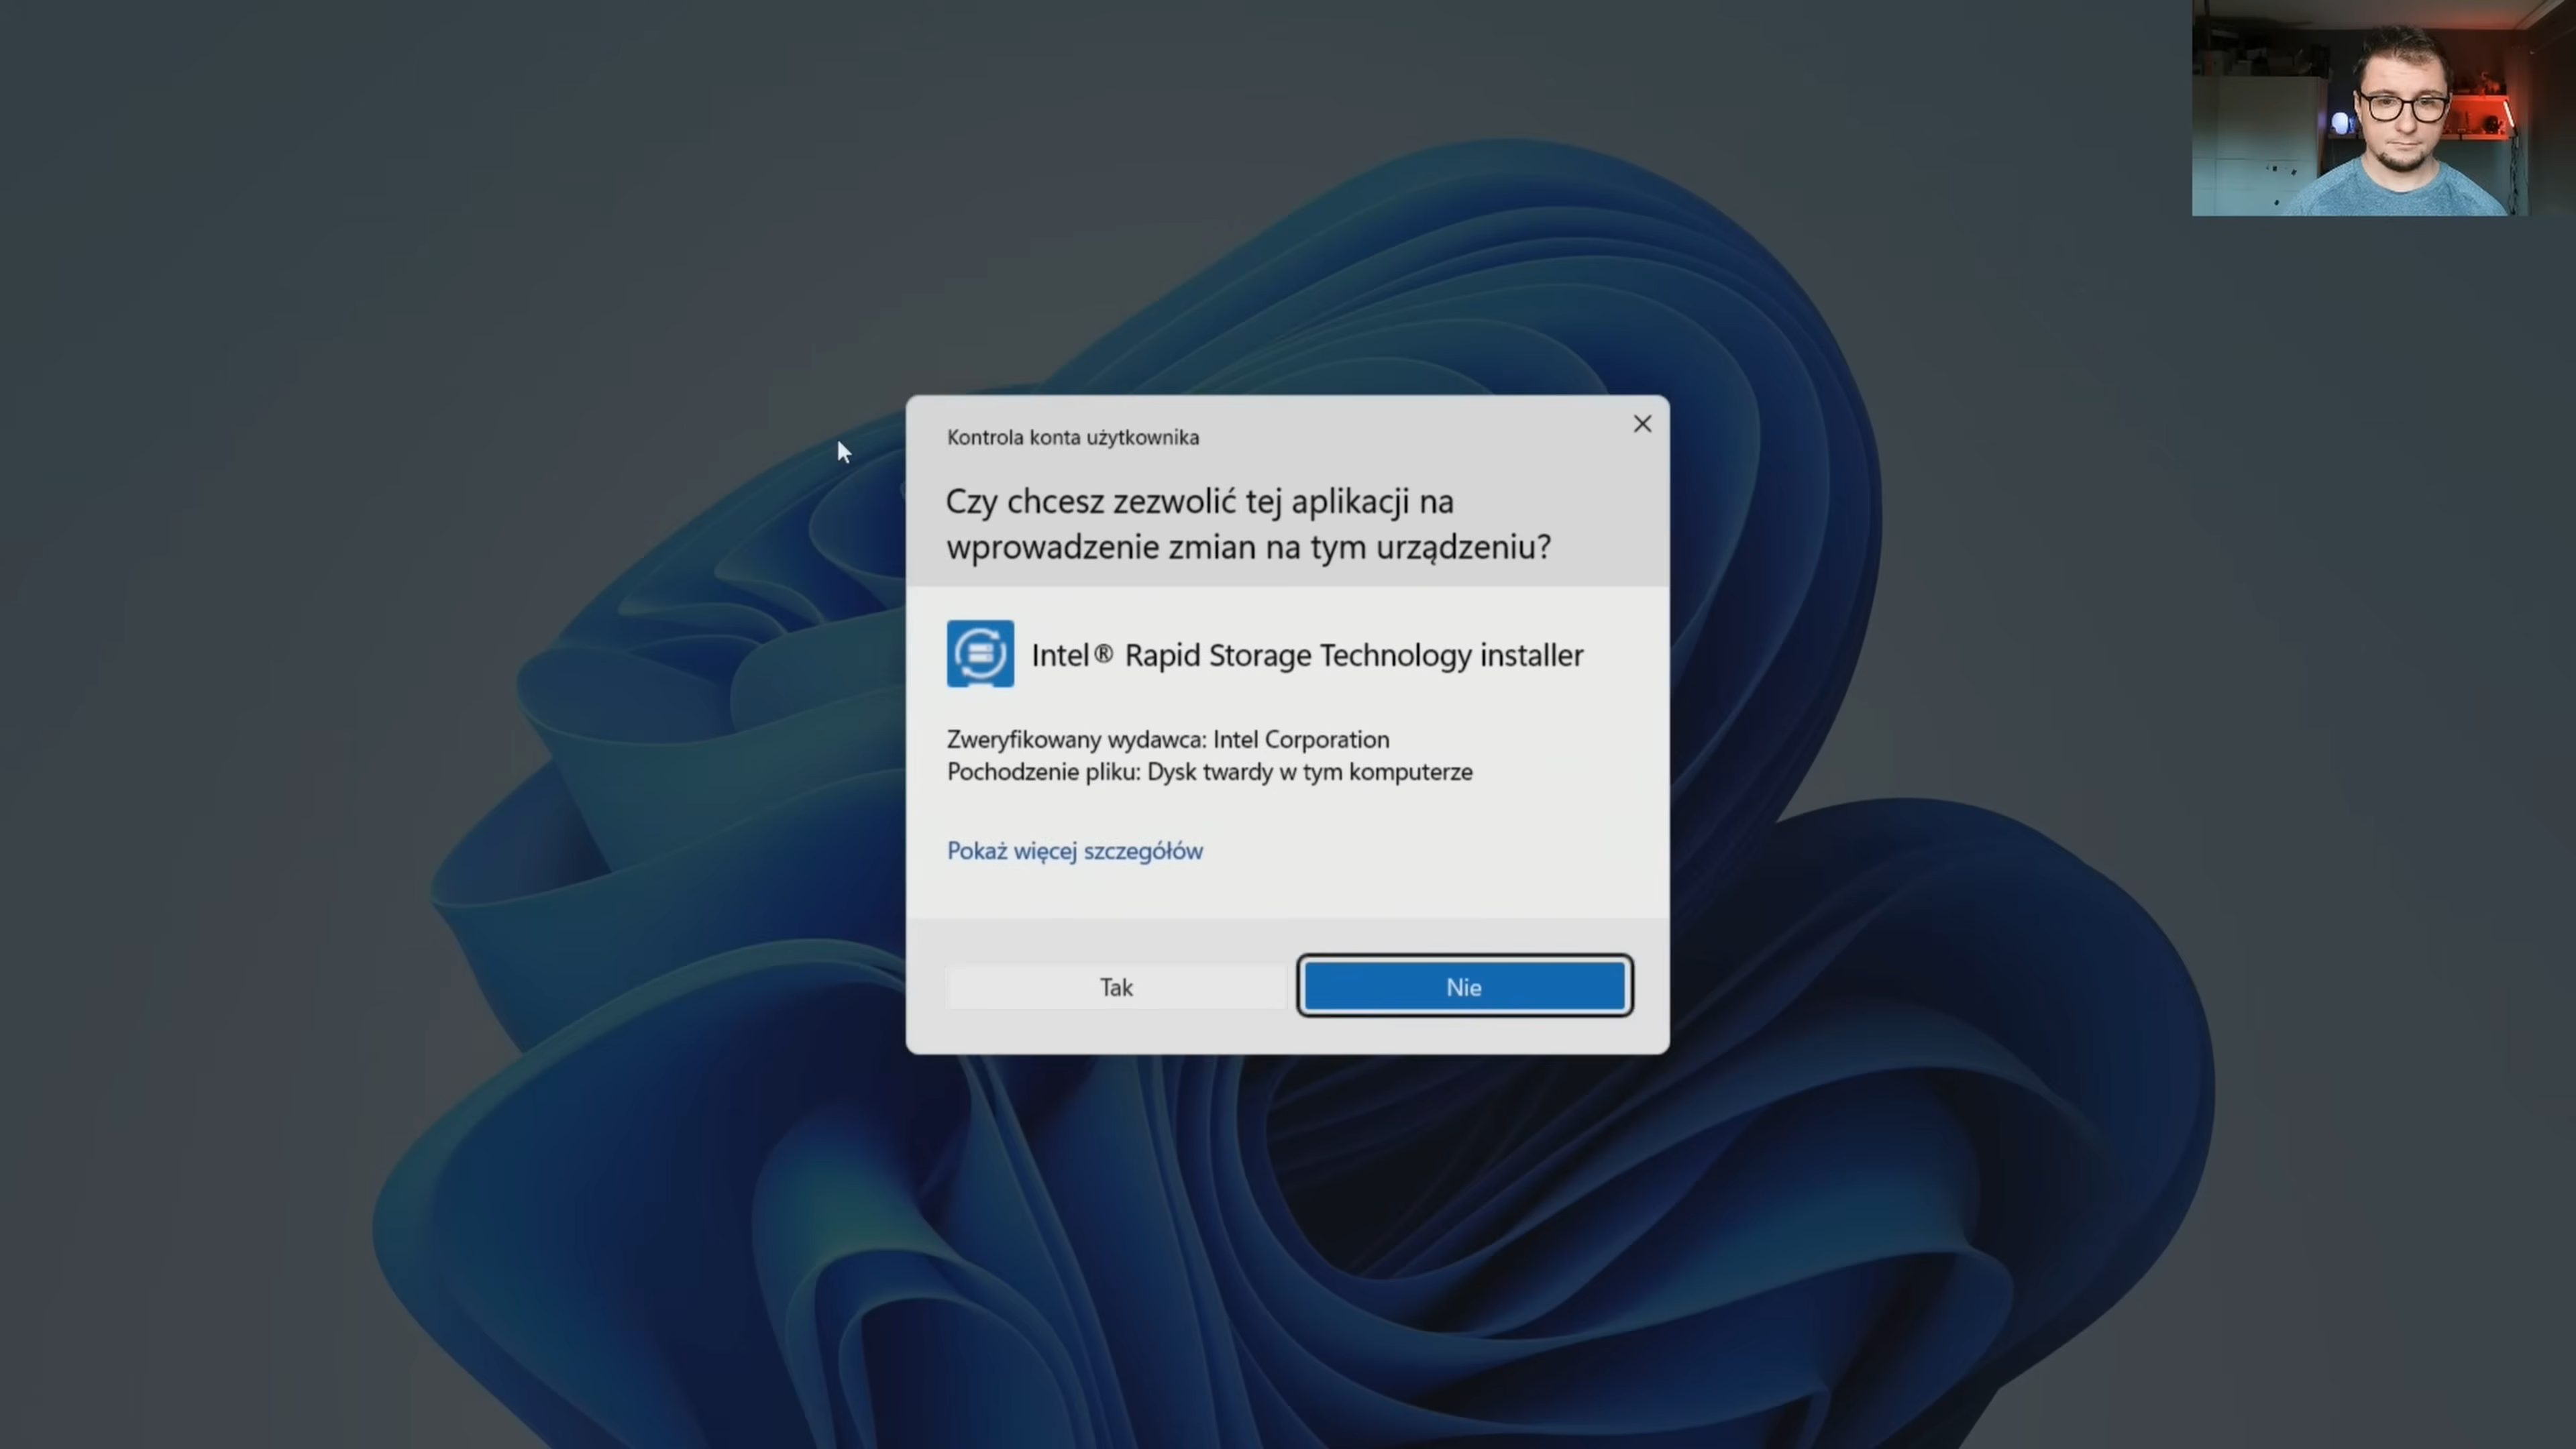 Kontrola konta użytkownika
Czy chcesz zezwolić tej aplikacji na
wprowadzenie zmian na tym urządzeniu?
Intel® Rapid Storage Technology installer
Zweryfikowany wydawca: Intel Corporation
Pochodzenie pliku: Dysk twardy w tym komputerze
Pokaż więcej szczegółów
Tak
Nie